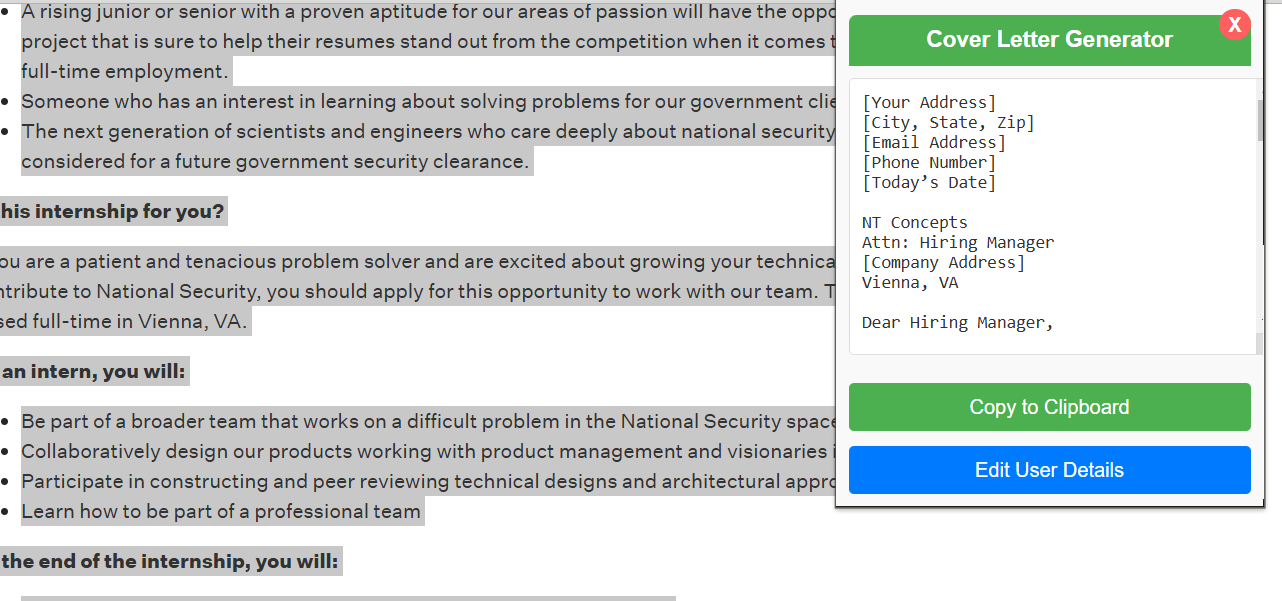 A rising junior or senior with a proven aptitude for our areas of passion will have the oppo
project that is sure to help their resumes stand out from the competition when it comes t
full-time employment.
Someone who has an interest in learning about solving problems for our government clie
The next generation of scientists and engineers who care deeply about national security
considered for a future government security clearance.
his internship for you?
ou are a patient and tenacious problem solver and are excited about growing your technica
ntribute to National Security, you should apply for this opportunity to work with our team. T
sed full-time in Vienna, VA.
an intern, you will:
Be part of a broader team that works on a difficult problem in the National Security space
Collaboratively design our products working with product management and visionaries i
Participate in constructing and peer reviewing technical designs and architectural appro
Learn how to be part of a professional team
the end of the internship, you will:
Cover Letter Generator
X
[Your Address]
[City, State, Zip]
[Email Address]
[Phone Number]
[Today’s Date]
NT Concepts
Attn: Hiring Manager
[Company Address]
Vienna, VA
Dear Hiring Manager,
Copy to Clipboard
Edit User Details